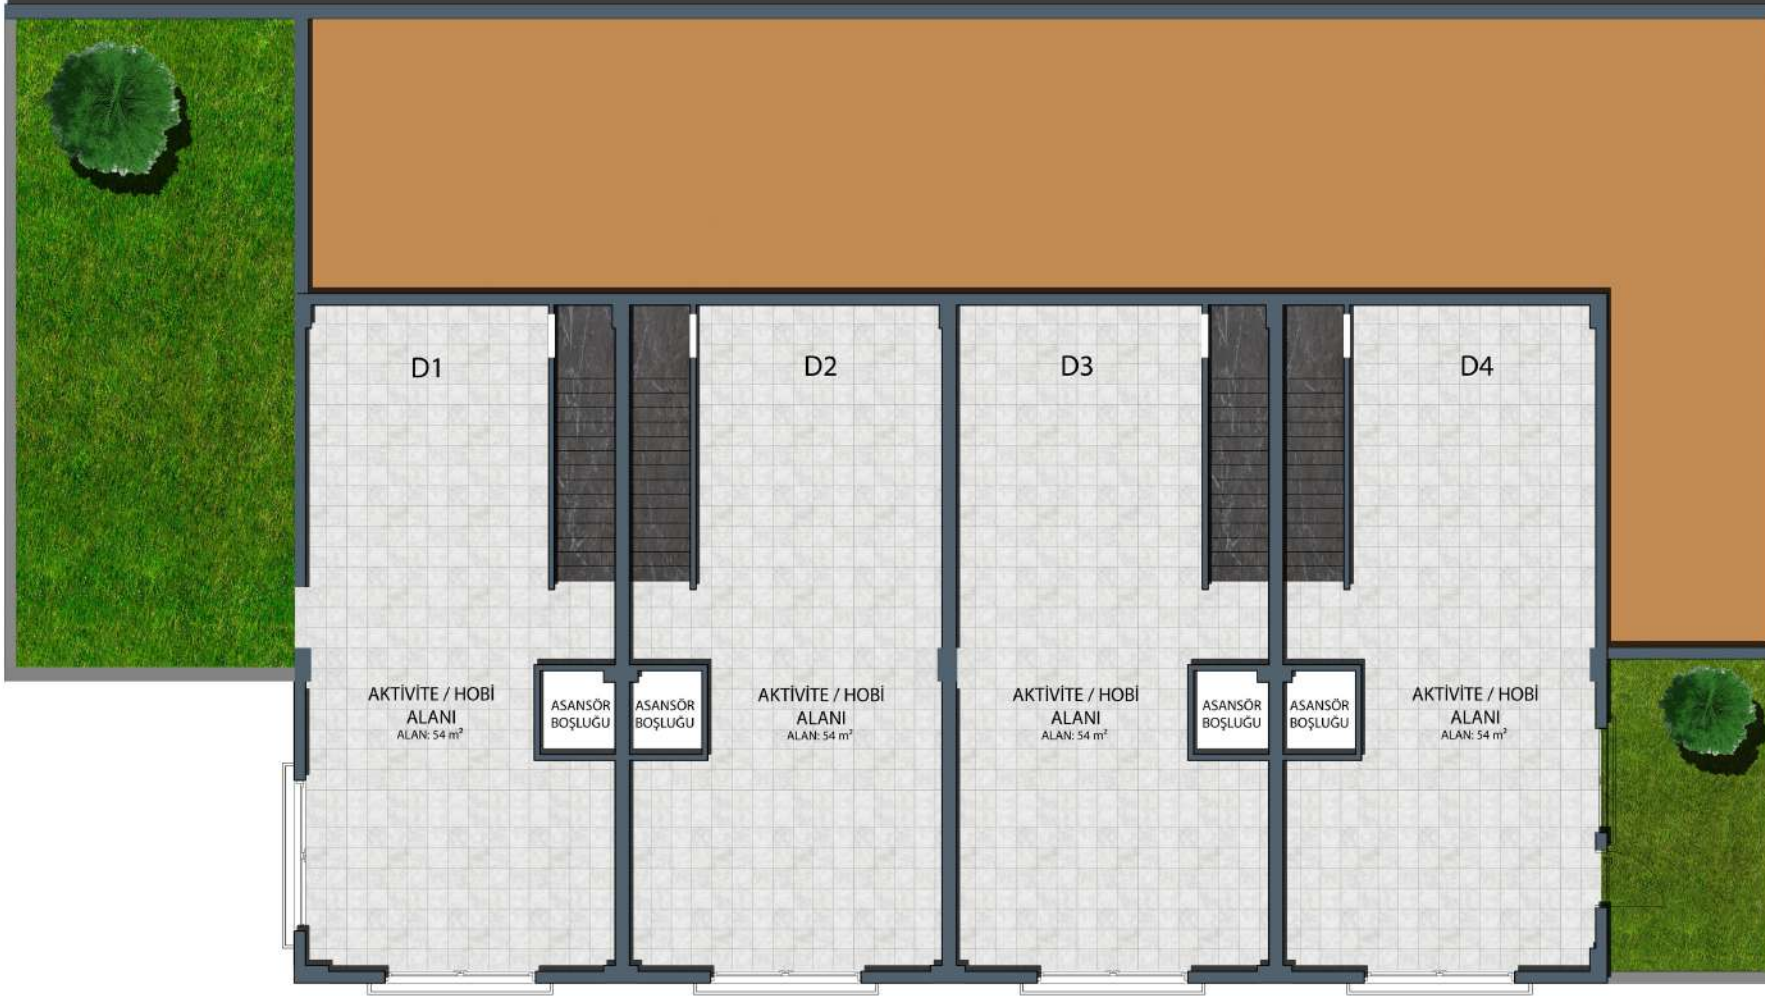 D1
D2
D3
D4
AKTİVİTE / HOBİ
ALANI
ALAN: 54 m²
ASANSÖR
BOŞLUĞU
ASANSÖR
BOŞLUĞU
AKTİVİTE / HOBİ
ALANI
ALAN: 54 m²
AKTİVİTE / HOBİ
ALANI
ALAN: 54 m²
ASANSÖR
BOŞLUĞU
ASANSÖR
BOŞLUĞU
AKTİVİTE / HOBİ
ALANI
ALAN: 54 m²